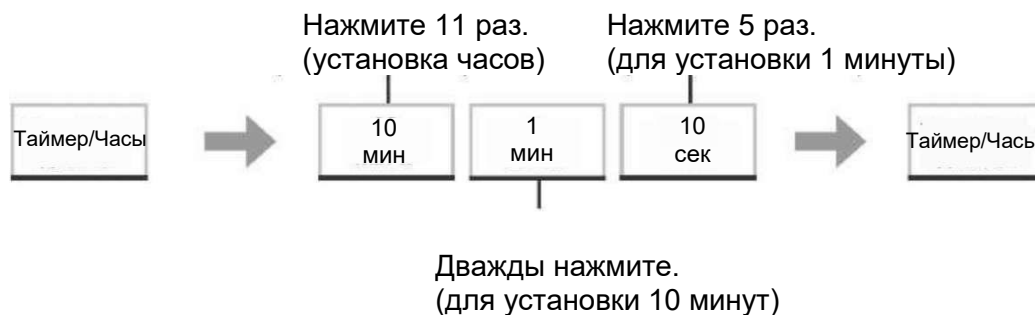 Нажмите 11 раз.
(установка часов)
Нажмите 5 раз.
(для установки 1 минуты)
Таймер/Часы
10
мин
1
мин
10
сек
Таймер/Часы
Дважды нажмите.
(для установки 10 минут)